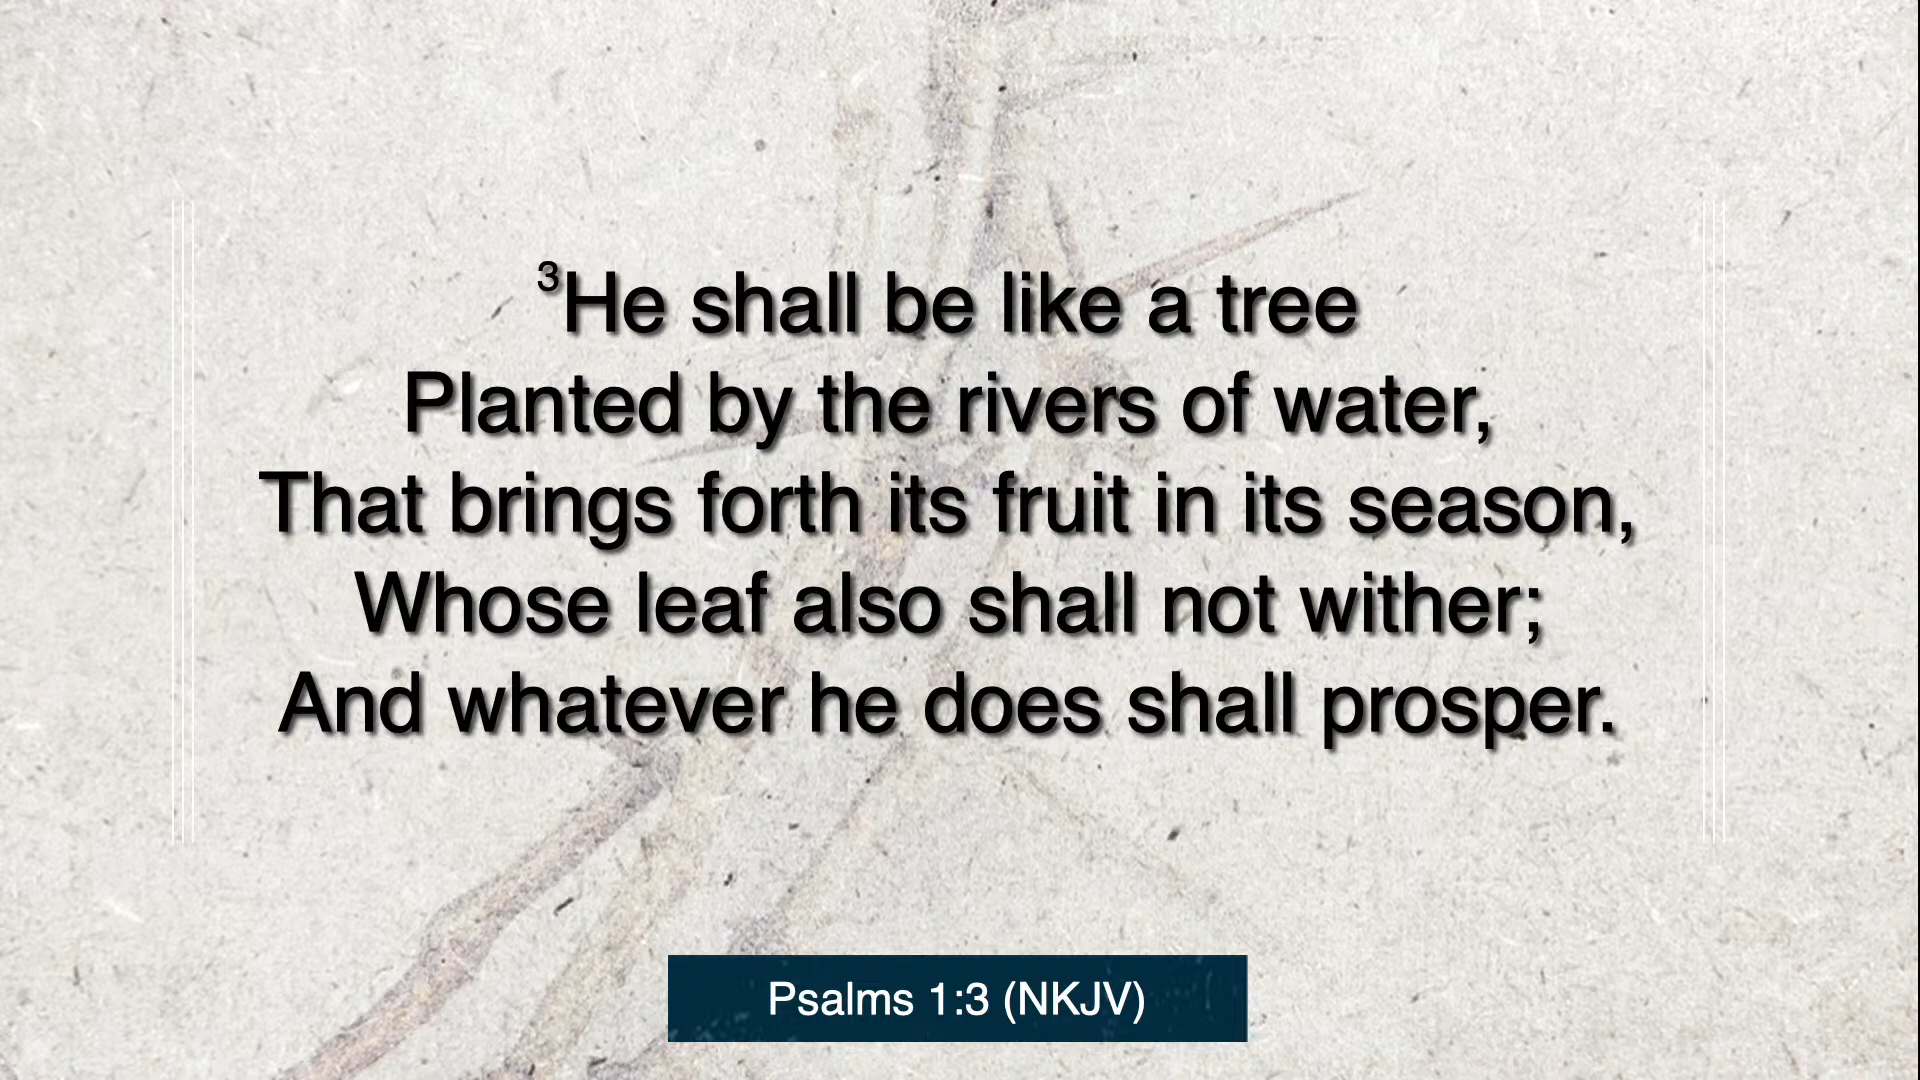 ³He shall be like a tree
Planted by the rivers of water,
That brings forth its fruit in its season,
Whose leaf also shall not wither;
And whatever he does shall prosper.
Psalms 1:3 (NKJV)